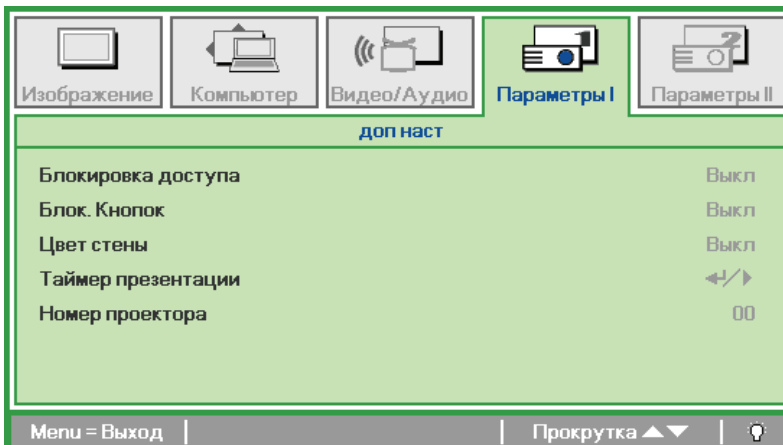 Изображение Компьютер Видео/Аудио Параметры I Параметры II
доп наст
Блокировка доступа Выкл
Блок. Кнопок Выкл
Цвет стены Выкл
Таймер презентации
Номер проектора 00
Menu = Выход Прокрутка